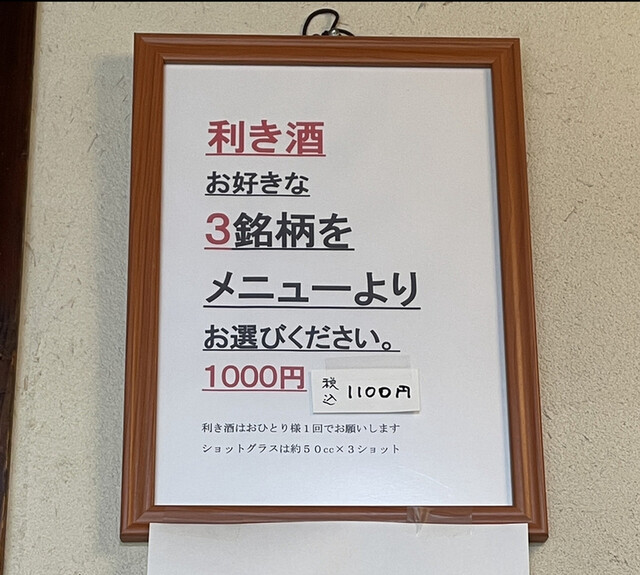 利き酒
お好きな
3銘柄を
メニューより
お選びください。
1000円 税込 1100円
利き酒はおひとり様１回でお願いします
ショットグラスは約５０cc×３ショット